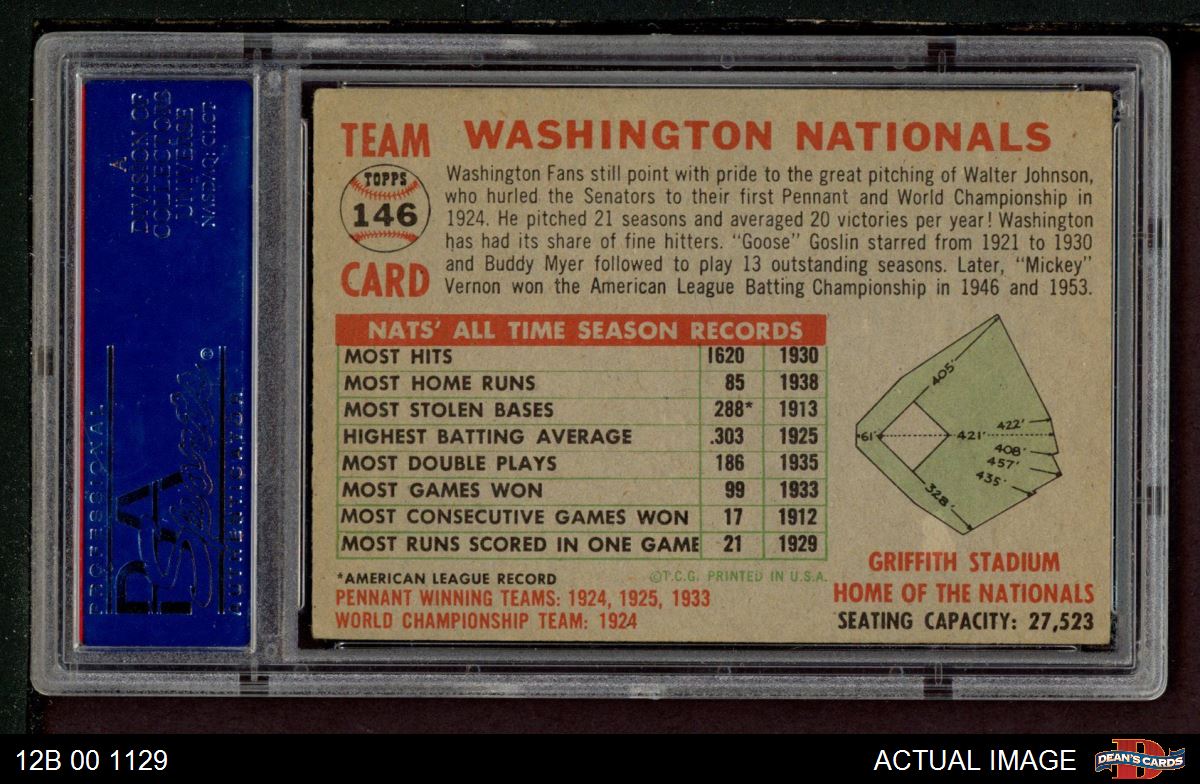 A
DIVISION OF
COLLECTORS
UNIVERSE
NASDAQ: CLCT
PROFESSIONAL
PSA
Sports
©
AUTHENTICATOR
TEAM
TOPPS
146
CARD
WASHINGTON NATIONALS
Washington Fans still point with pride to the great pitching of Walter Johnson,
who hurled the Senators to their first Pennant and World Championship in
1924. He pitched 21 seasons and averaged 20 victories per year! Washington
has had its share of fine hitters. "Goose" Goslin starred from 1921 to 1930
and Buddy Myer followed to play 13 outstanding seasons. Later, "Mickey"
Vernon won the American League Batting Championship in 1946 and 1953.
NATS' ALL TIME SEASON RECORDS
MOST HITS 1620 1930
MOST HOME RUNS 85 1938
MOST STOLEN BASES 288* 1913
HIGHEST BATTING AVERAGE .303 1925
MOST DOUBLE PLAYS 186 1935
MOST GAMES WON 99 1933
MOST CONSECUTIVE GAMES WON 17 1912
MOST RUNS SCORED IN ONE GAME 21 1929
*AMERICAN LEAGUE RECORD
©T.C.G. PRINTED IN U.S.A.
PENNANT WINNING TEAMS: 1924, 1925, 1933
WORLD CHAMPIONSHIP TEAM: 1924
405'
422'
61'
421'
408'
457'
435'
328'
GRIFFITH STADIUM
HOME OF THE NATIONALS
SEATING CAPACITY: 27,523
12B 00 1129
ACTUAL IMAGE
D
DEAN'S CARDS